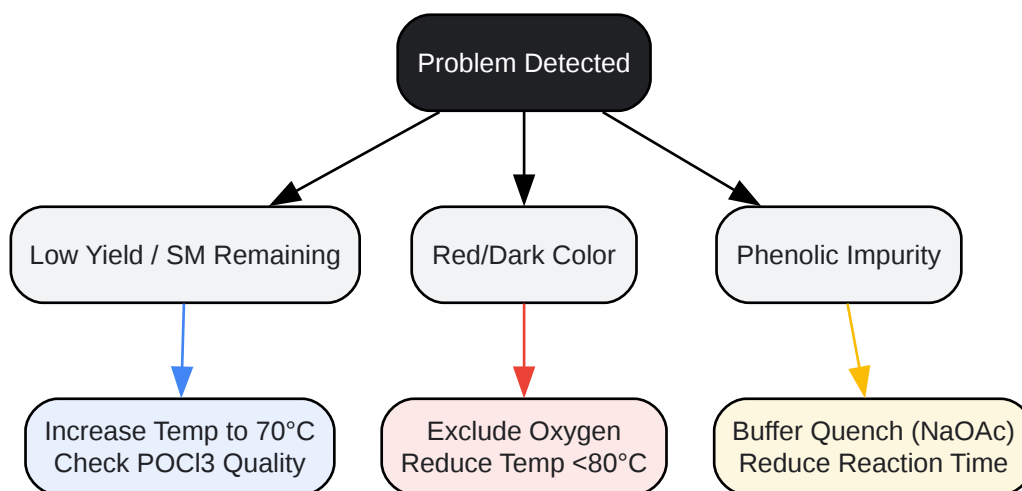 Problem Detected
Low Yield / SM Remaining
Red/Dark Color
Phenolic Impurity
Increase Temp to 70°C
Check POCl3 Quality
Exclude Oxygen
Reduce Temp <80°C
Buffer Quench (NaOAc)
Reduce Reaction Time